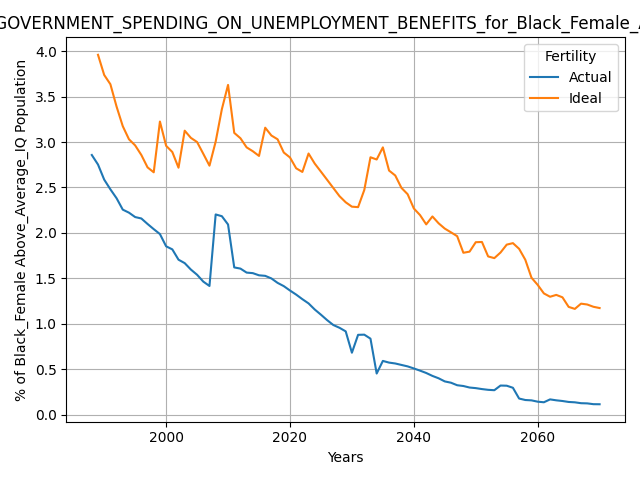 GOVERNMENT_SPENDING_ON_UNEMPLOYMENT_BENEFITS_for_Black_Female_
% of Black_Female Above_Average_IQ Population
4.0
3.5
3.0
2.5
2.0
1.5
1.0
0.5
0.0
Fertility
Actual
Ideal
2000
2020
2040
2060
Years